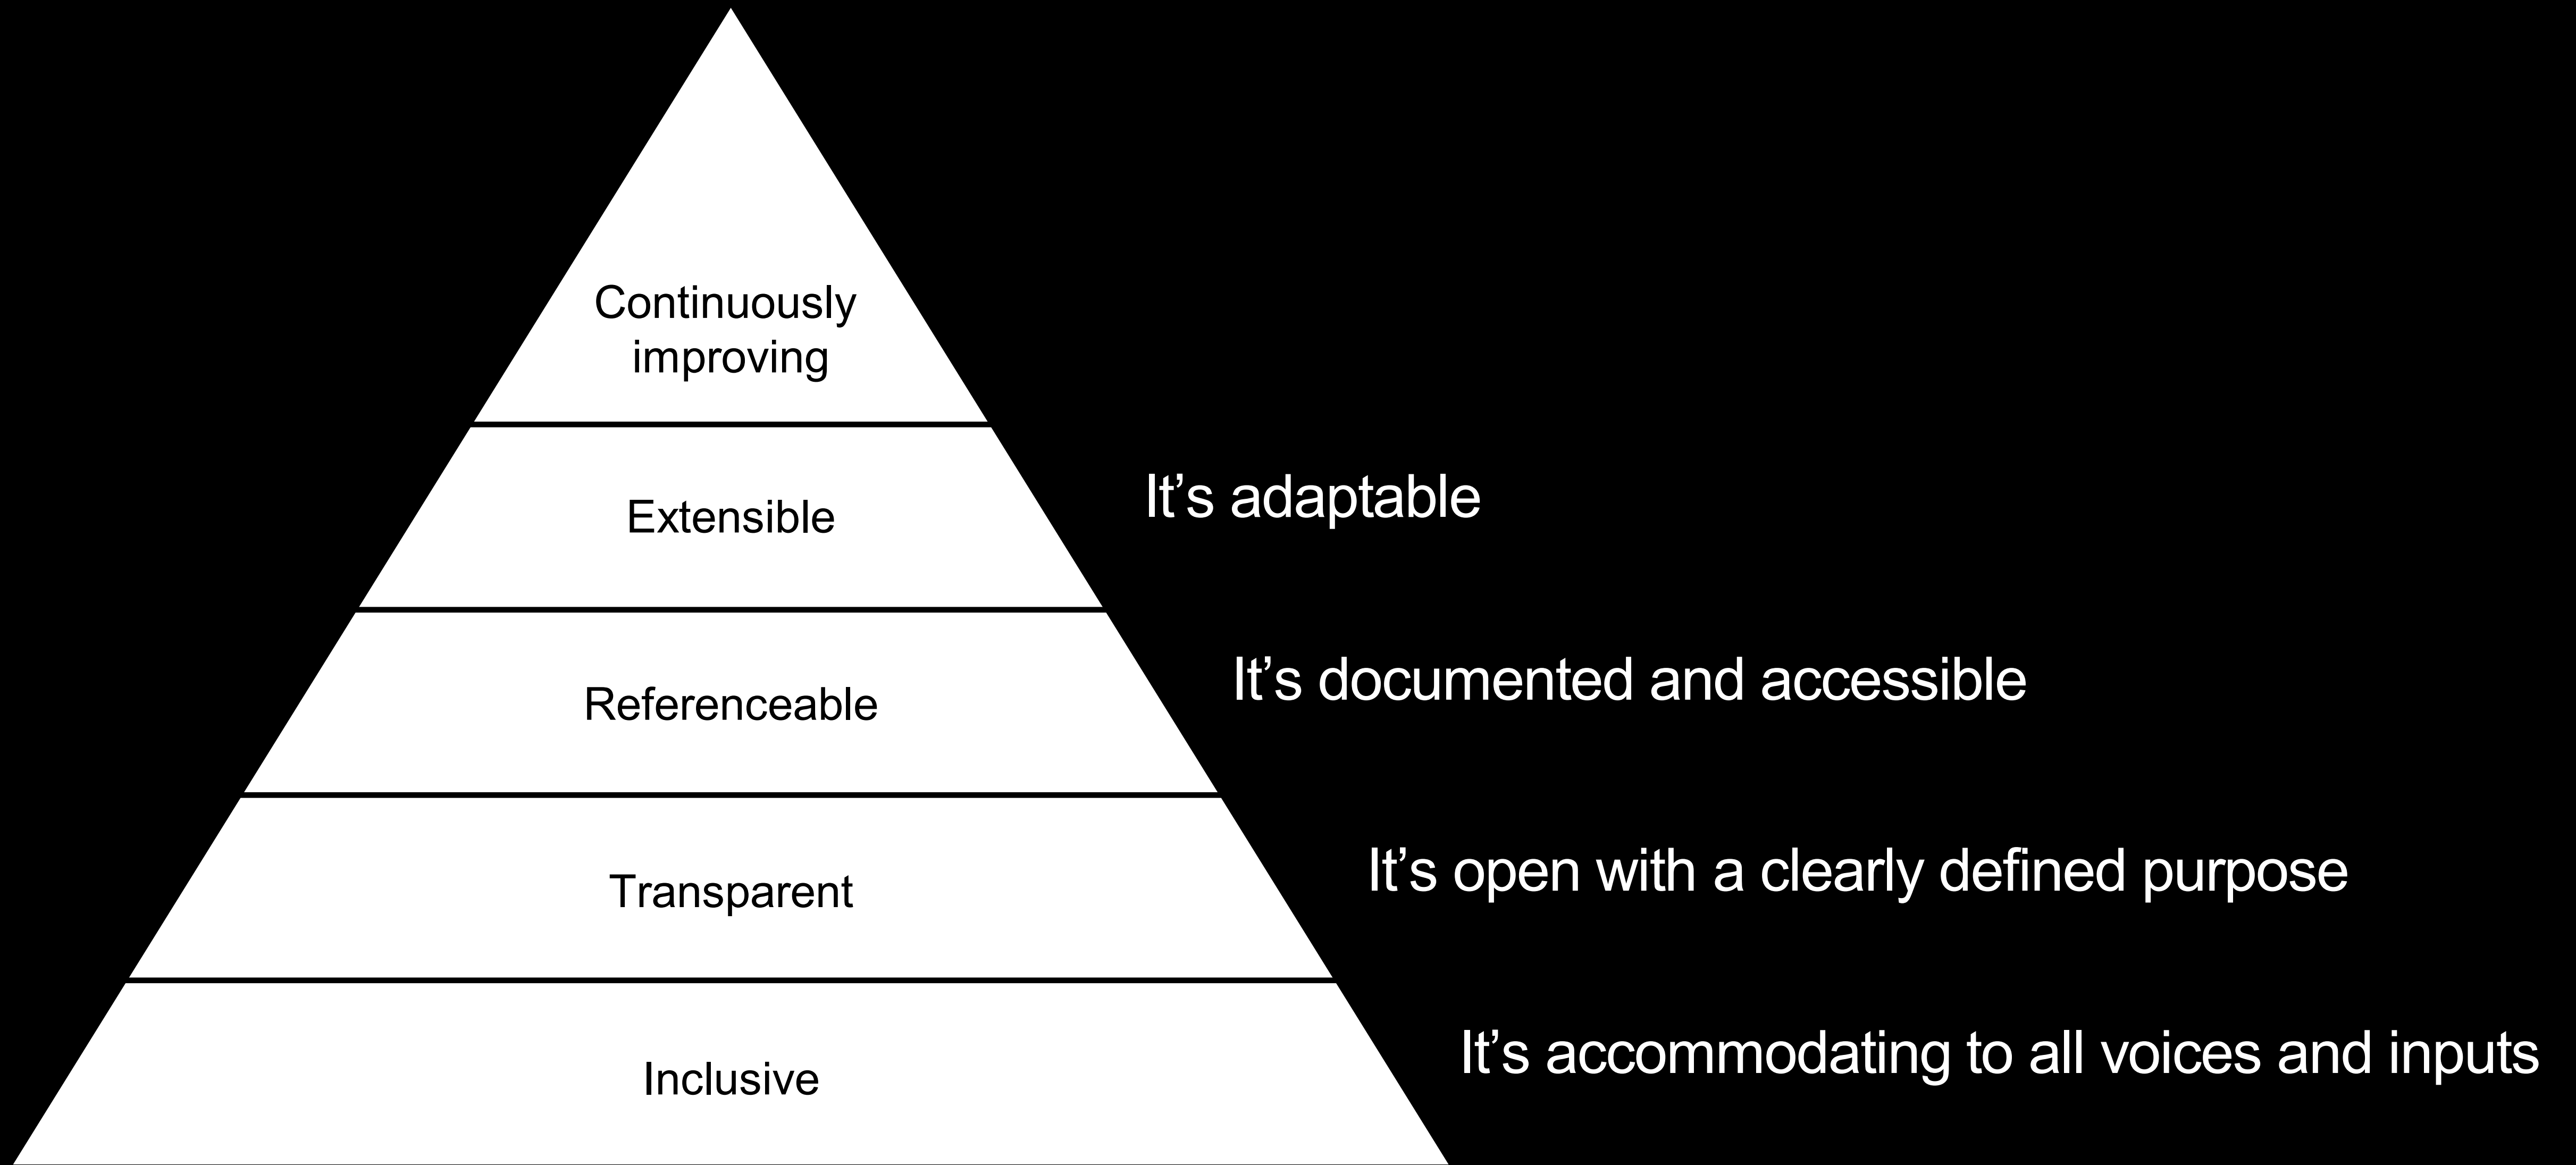 Continuously
improving
Extensible
It’s adaptable
Referenceable
It’s documented and accessible
Transparent
It’s open with a clearly defined purpose
Inclusive
It’s accommodating to all voices and inputs